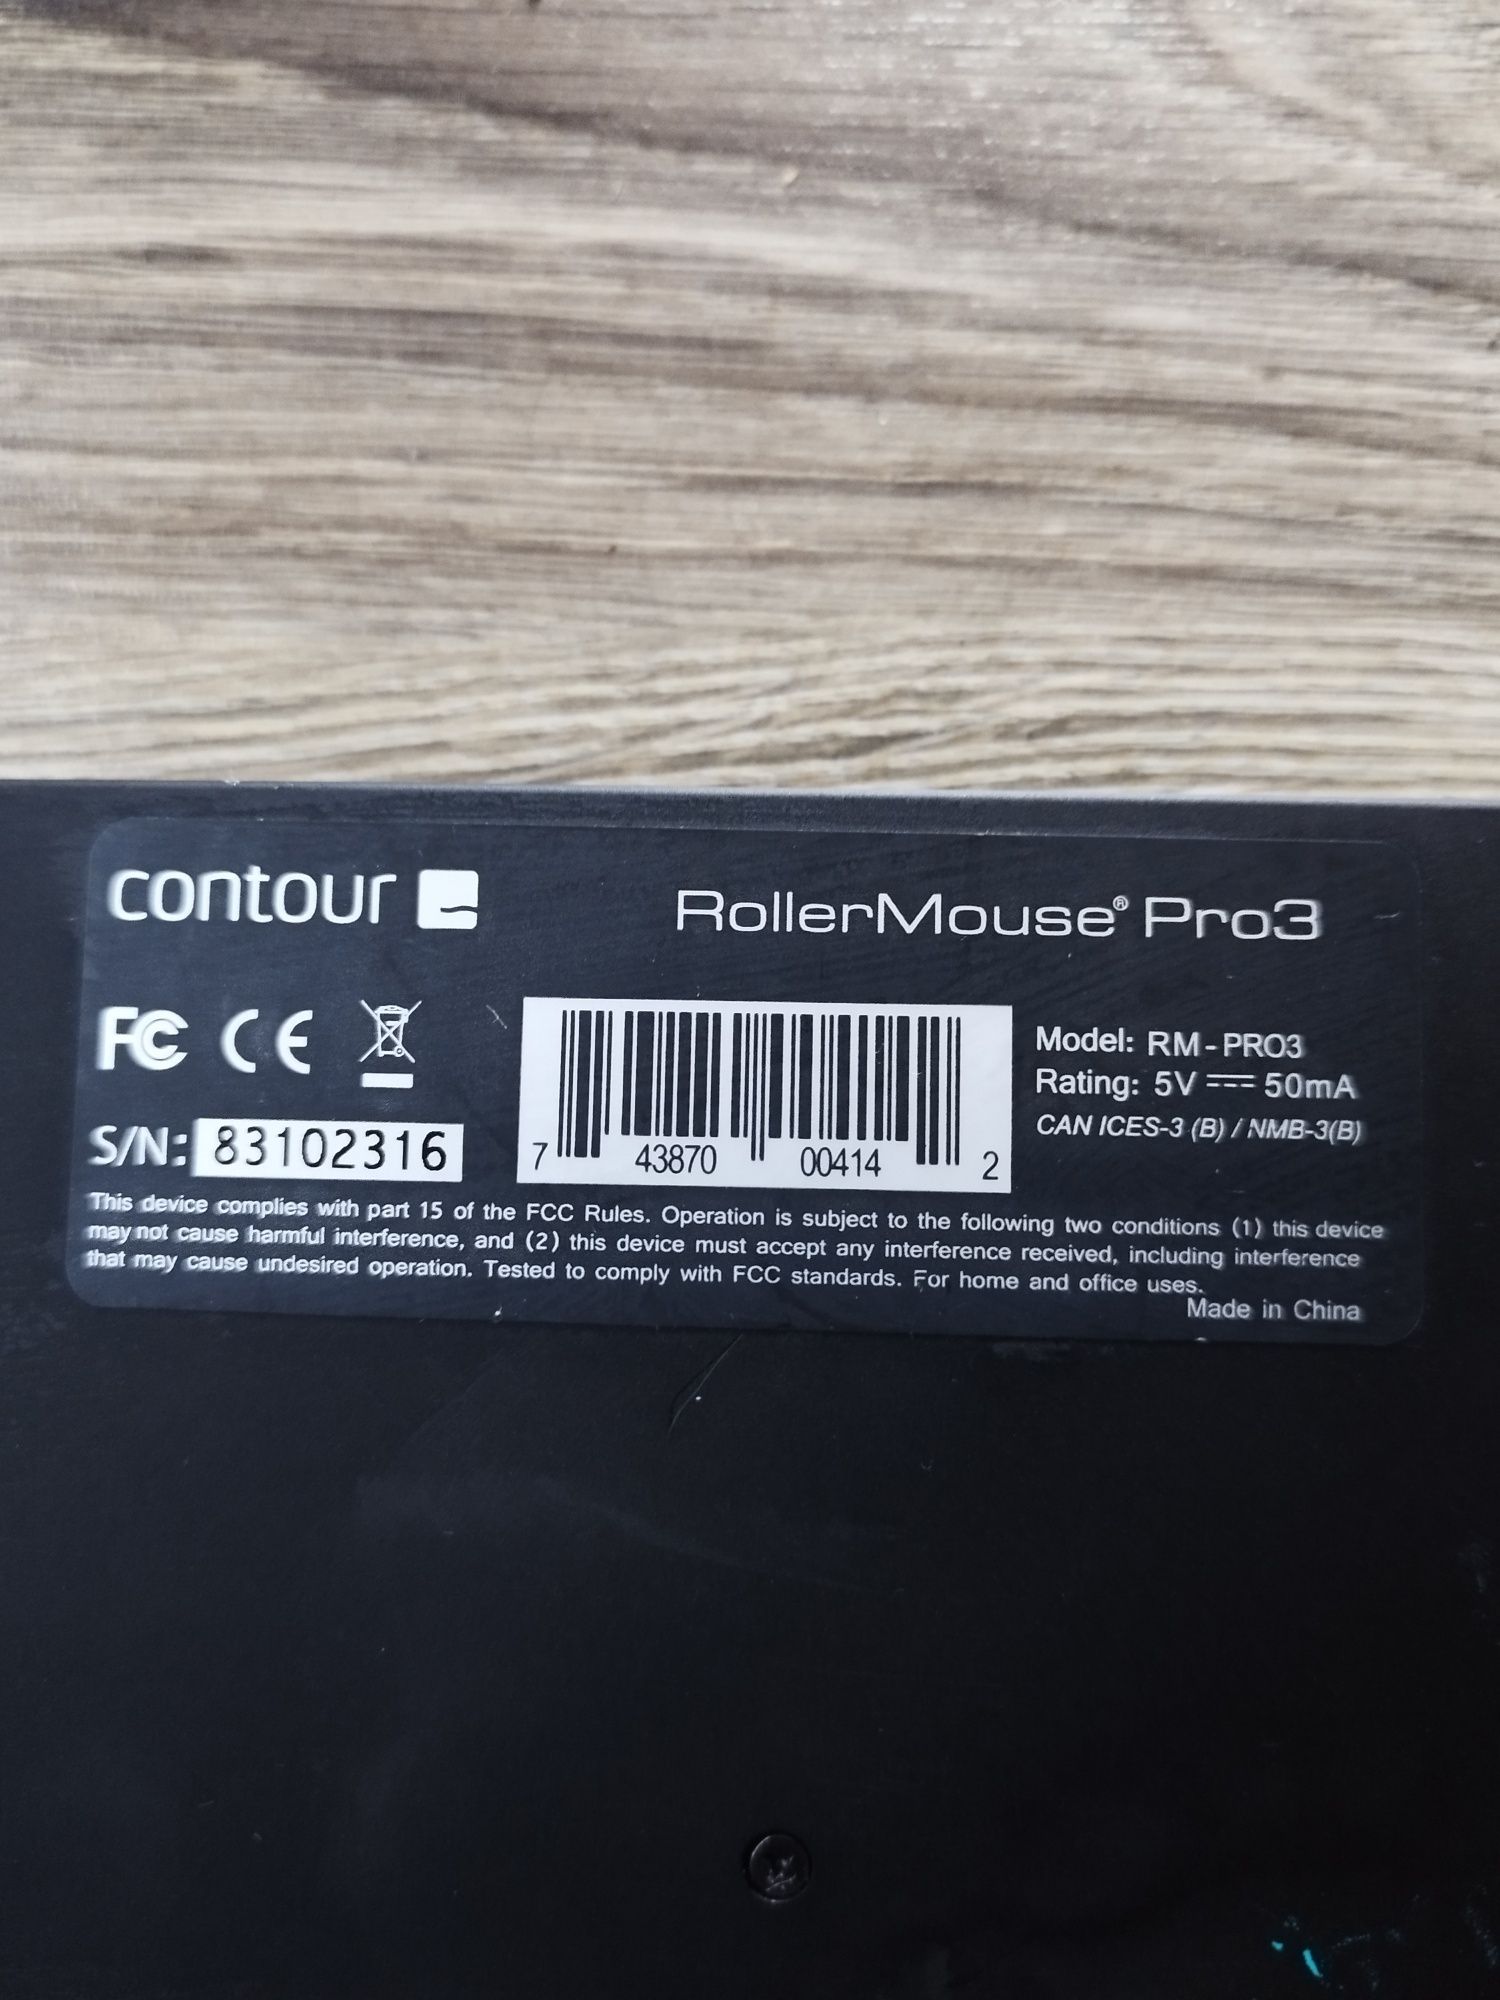 contour
RollerMouse® Pro3
FC CE
Model: RM-PRO3
Rating: 5V ⎓ 50mA
CAN ICES-3 (B) / NMB-3(B)
S/N: 83102316
7 43870 00414 2
This device complies with part 15 of the FCC Rules. Operation is subject to the following two conditions (1) this device
may not cause harmful interference, and (2) this device must accept any interference received, including interference
that may cause undesired operation. Tested to comply with FCC standards. For home and office uses.
Made in China